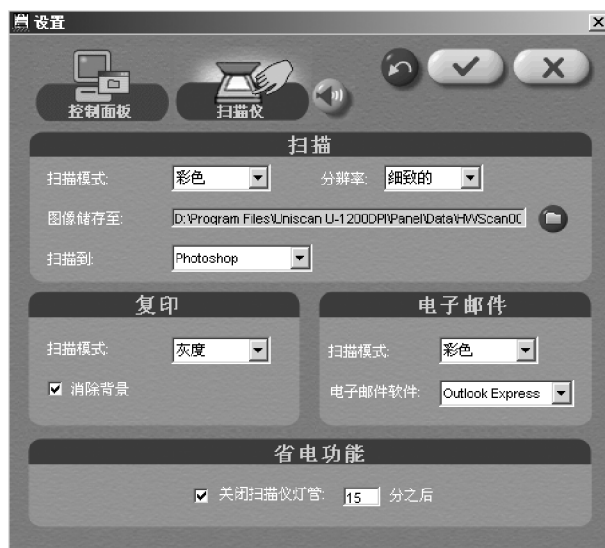 设置
控制面板 扫描仪
扫描
扫描模式: 彩色 分辨率: 细致的
图像储存至: D:\Program Files\Uniscan U-1200DPI\Panel\Data\HWScan00
扫描到: Photoshop
复印
扫描模式: 灰度
消除背景
电子邮件
扫描模式: 彩色
电子邮件软件: Outlook Express
省电功能
关闭扫描仪灯管: 15 分之后